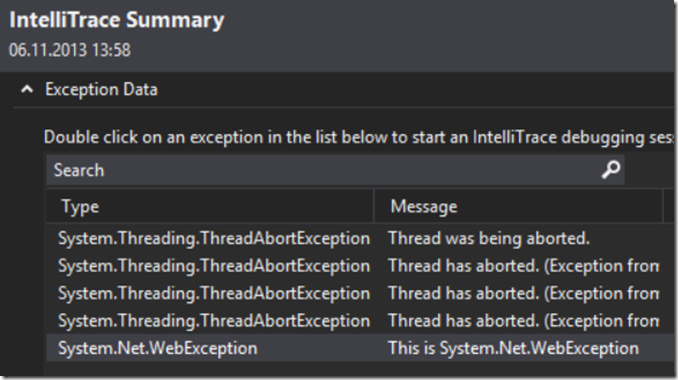 IntelliTrace Summary
06.11.2013 13:58
Exception Data
Double click on an exception in the list below to start an IntelliTrace debugging ses
Search
Type Message
System.Threading.ThreadAbortException Thread was being aborted.
System.Threading.ThreadAbortException Thread has aborted. (Exception from
System.Threading.ThreadAbortException Thread has aborted. (Exception from
System.Threading.ThreadAbortException Thread has aborted. (Exception from
System.Net.WebException This is System.Net.WebException